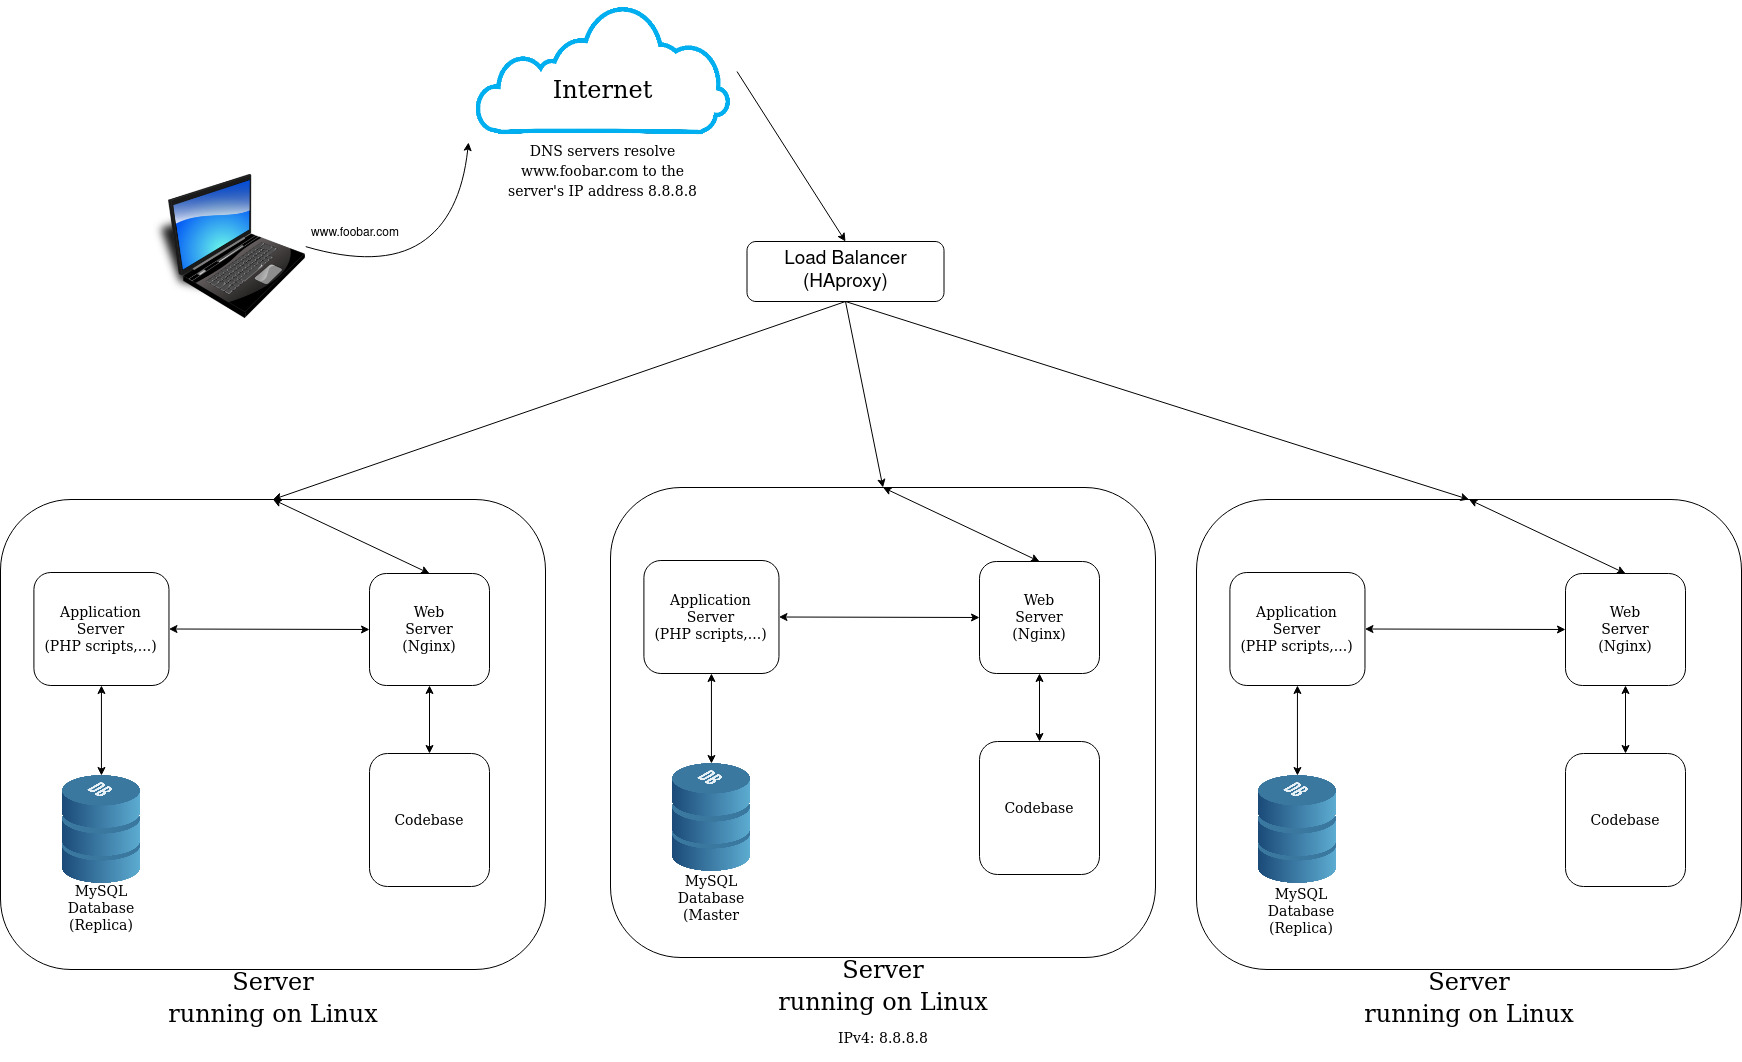 Internet
DNS servers resolve
www.foobar.com to the
server's IP address 8.8.8.8
www.foobar.com
Load Balancer
(HAproxy)
Application
Server
(PHP scripts,...)
Web
Server
(Nginx)
DB
MySQL
Database
(Replica)
Codebase
Server
running on Linux
Application
Server
(PHP scripts,...)
Web
Server
(Nginx)
DB
MySQL
Database
(Master
Codebase
Server
running on Linux
IPv4: 8.8.8.8
Application
Server
(PHP scripts,...)
Web
Server
(Nginx)
DB
MySQL
Database
(Replica)
Codebase
Server
running on Linux